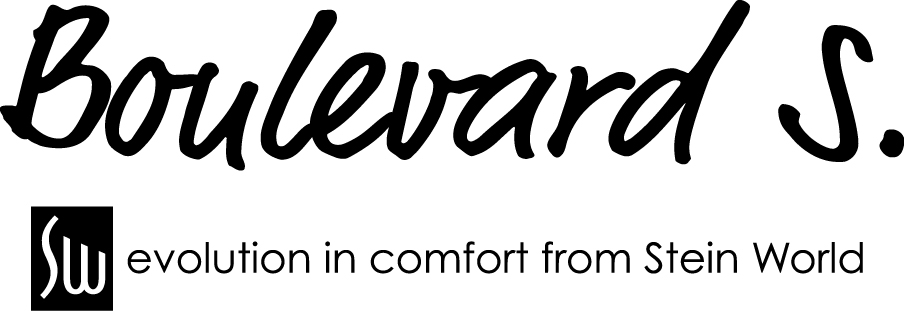 Boulevard S.
SW evolution in comfort from Stein World